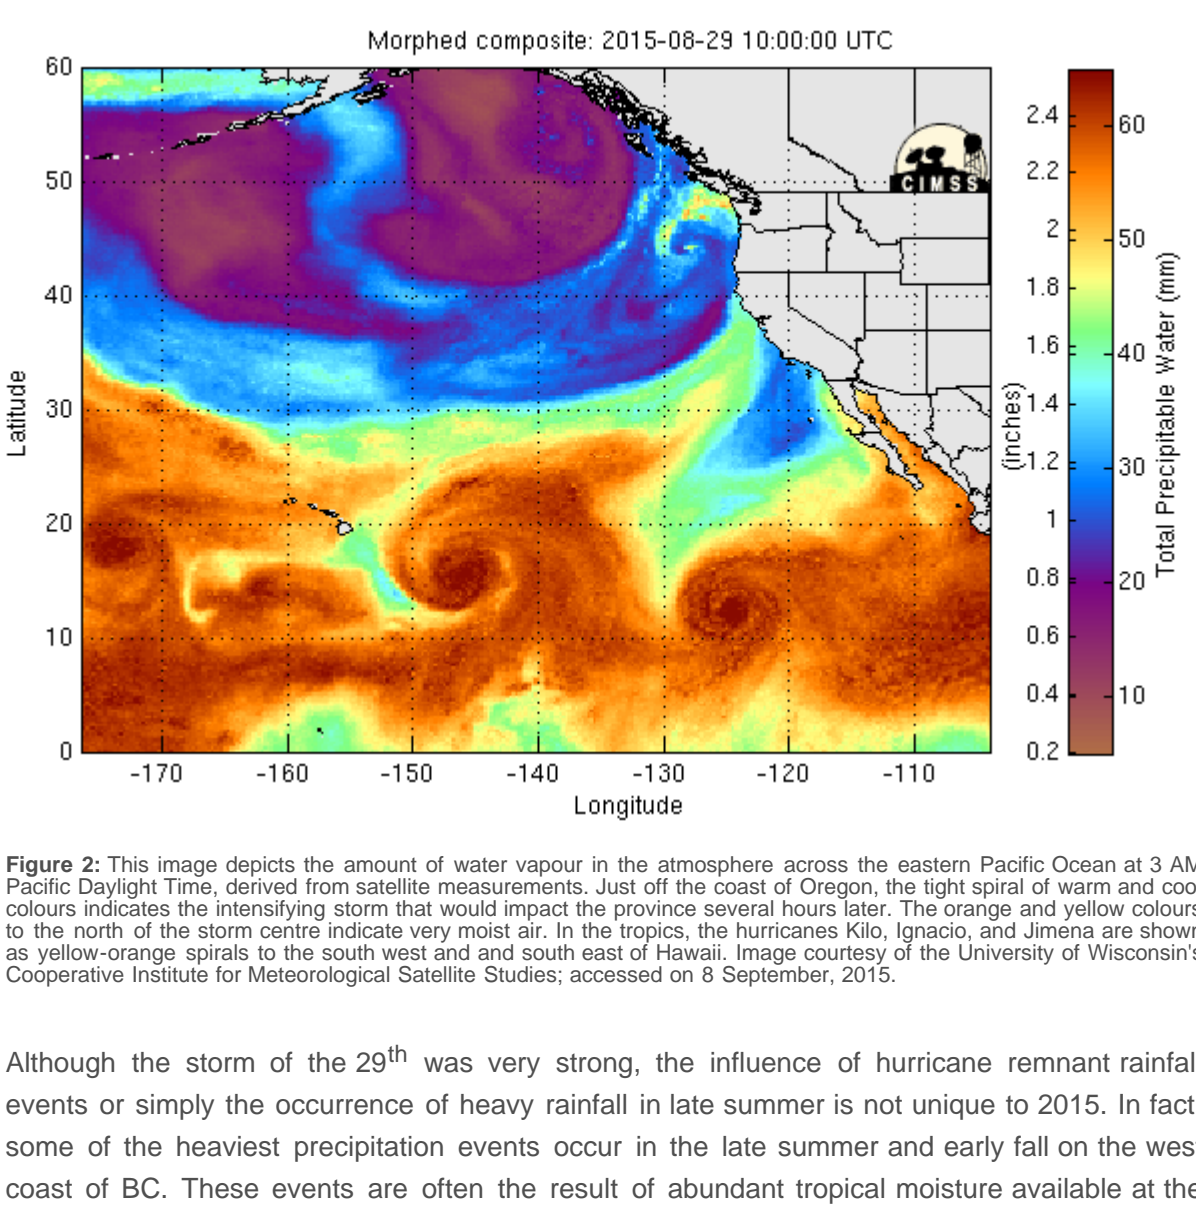 Morphed composite: 2015-08-29 10:00:00 UTC
60
50
40
30
20
10
0
Latitude
-170
-160
-150
-140
-130
-120
-110
Longitude
CIMSS
2.4
2.2
2
1.8
1.6
1.4
1.2
1
0.8
0.6
0.4
0.2
(inches)
60
50
40
30
20
10
Total Precipitable Water (mm)
Figure 2: This image depicts the amount of water vapour in the atmosphere across the eastern Pacific Ocean at 3 AM
Pacific Daylight Time, derived from satellite measurements. Just off the coast of Oregon, the tight spiral of warm and coo
colours indicates the intensifying storm that would impact the province several hours later. The orange and yellow colours
to the north of the storm centre indicate very moist air. In the tropics, the hurricanes Kilo, Ignacio, and Jimena are shown
as yellow-orange spirals to the south west and and south east of Hawaii. Image courtesy of the University of Wisconsin's
Cooperative Institute for Meteorological Satellite Studies; accessed on 8 September, 2015.
Although the storm of the 29th was very strong, the influence of hurricane remnant rainfal
events or simply the occurrence of heavy rainfall in late summer is not unique to 2015. In fact
some of the heaviest precipitation events occur in the late summer and early fall on the wes
coast of BC. These events are often the result of abundant tropical moisture available at the